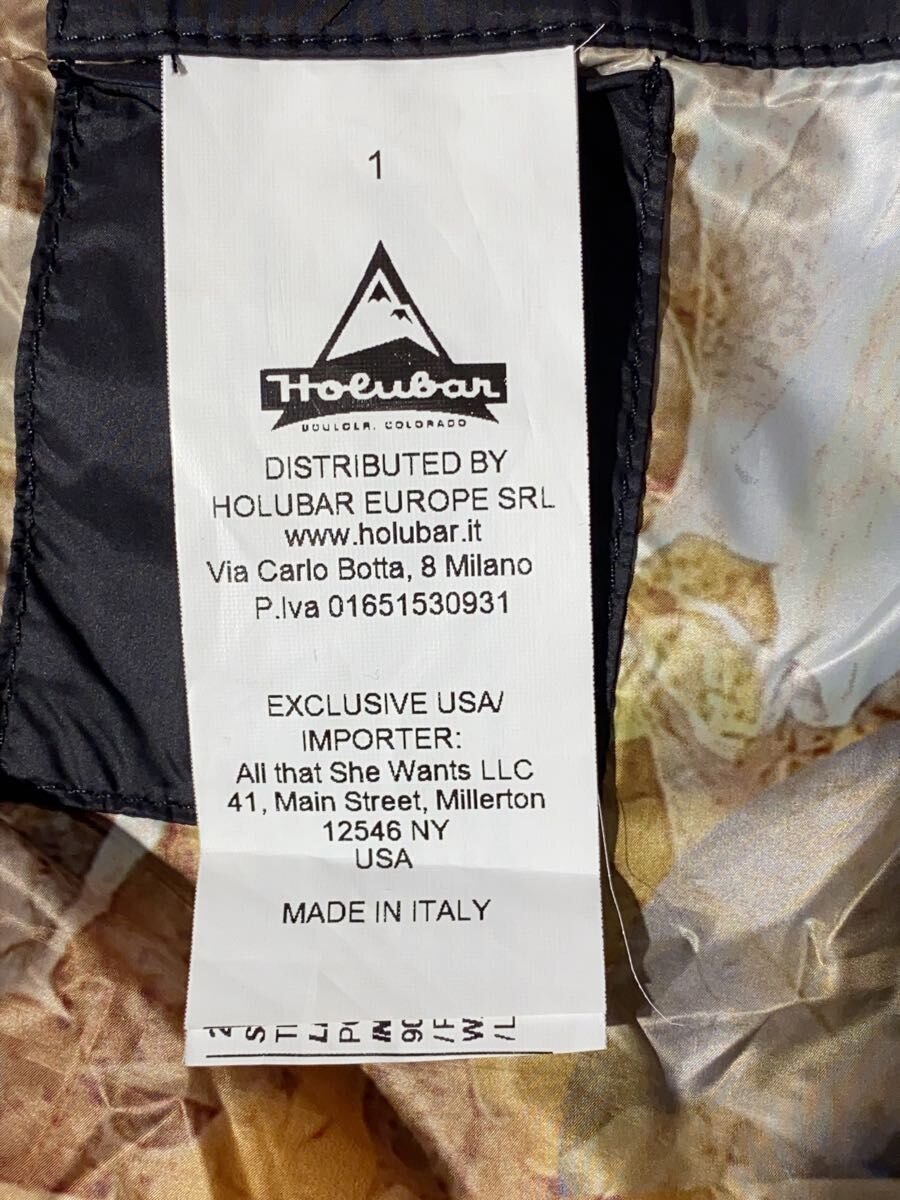 1
Holubar
BOULDER, COLORADO
DISTRIBUTED BY
HOLUBAR EUROPE SRL
www.holubar.it
Via Carlo Botta, 8 Milano
P.Iva 01651530931
EXCLUSIVE USA/
IMPORTER:
All that She Wants LLC
41, Main Street, Millerton
12546 NY
USA
MADE IN ITALY